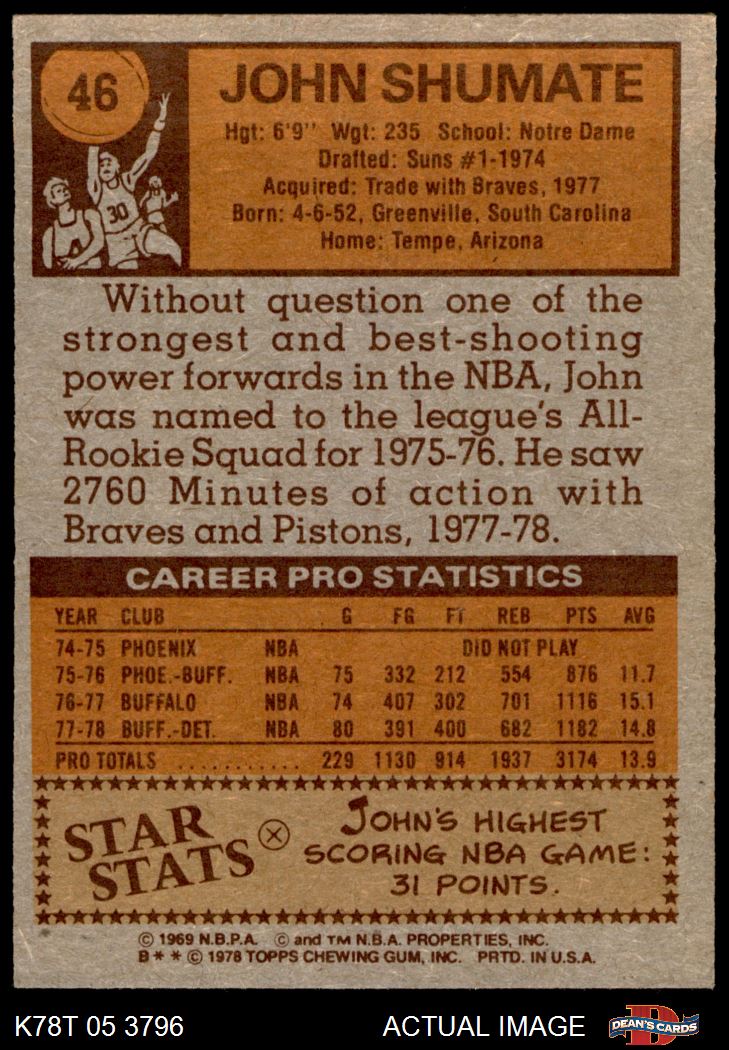 46
JOHN SHUMATE
Hgt: 6'9" Wgt: 235 School: Notre Dame
Drafted: Suns #1-1974
Acquired: Trade with Braves, 1977
Born: 4-6-52, Greenville, South Carolina
Home: Tempe, Arizona
30
Without question one of the
strongest and best-shooting
power forwards in the NBA, John
was named to the league's All-
Rookie Squad for 1975-76. He saw
2760 Minutes of action with
Braves and Pistons, 1977-78.
CAREER PRO STATISTICS
YEAR CLUB G FG FT REB PTS AVG
74-75 PHOENIX NBA DID NOT PLAY
75-76 PHOE.-BUFF. NBA 75 332 212 554 876 11.7
76-77 BUFFALO NBA 74 407 302 701 1116 15.1
77-78 BUFF.-DET. NBA 80 391 400 682 1182 14.8
PRO TOTALS ........... 229 1130 914 1937 3174 13.9
STAR STATS
JOHN'S HIGHEST
SCORING NBA GAME:
31 POINTS.
© 1969 N.B.P.A. © and TM N.B.A. PROPERTIES, INC.
B** © 1978 TOPPS CHEWING GUM, INC. PRTD. IN U.S.A.
K78T 05 3796 ACTUAL IMAGE D DEAN'S CARDS